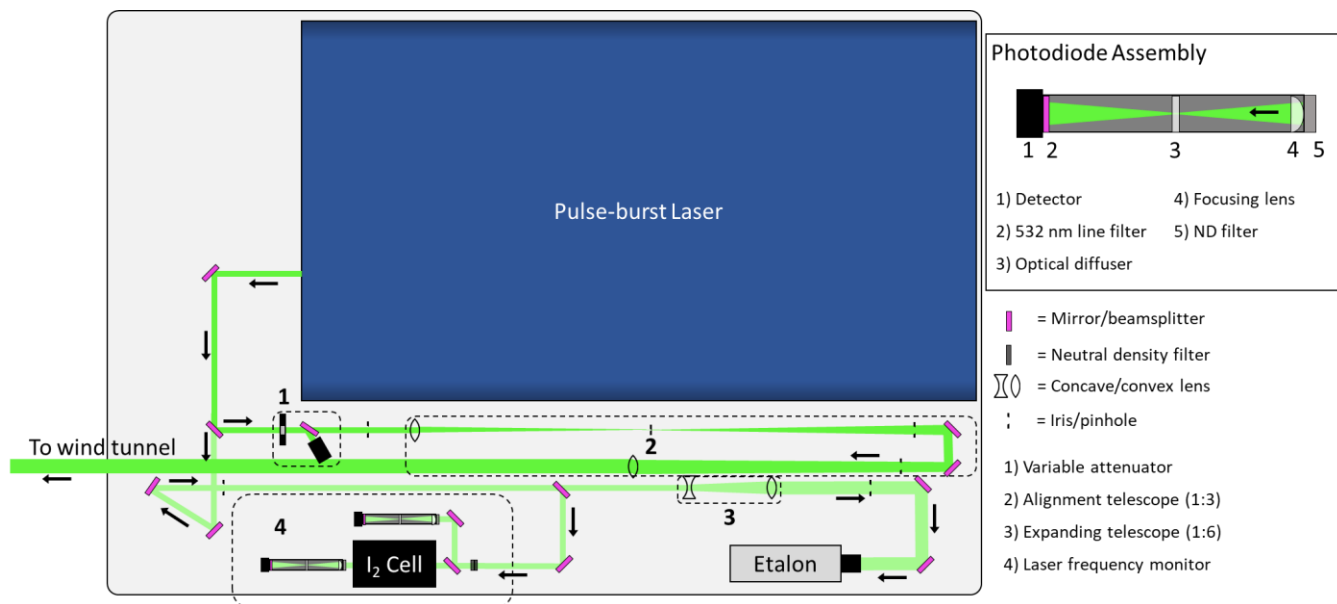 Pulse-burst Laser
1
To wind tunnel
2
3
4
I₂ Cell
Etalon
Photodiode Assembly
1 2 3 4 5
1) Detector
2) 532 nm line filter
3) Optical diffuser
4) Focusing lens
5) ND filter
= Mirror/beamsplitter
= Neutral density filter
= Concave/convex lens
= Iris/pinhole
1) Variable attenuator
2) Alignment telescope (1:3)
3) Expanding telescope (1:6)
4) Laser frequency monitor